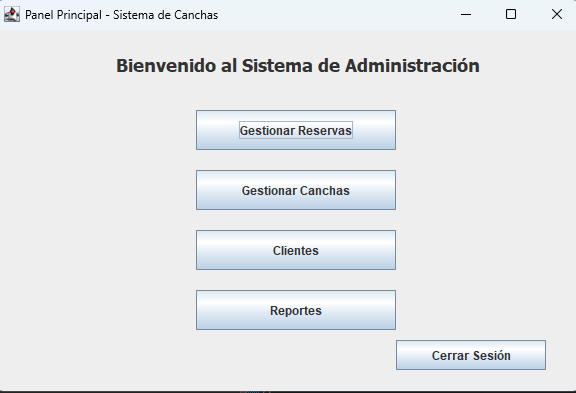 Panel Principal - Sistema de Canchas
Bienvenido al Sistema de Administración
Gestionar Reservas
Gestionar Canchas
Clientes
Reportes
Cerrar Sesión